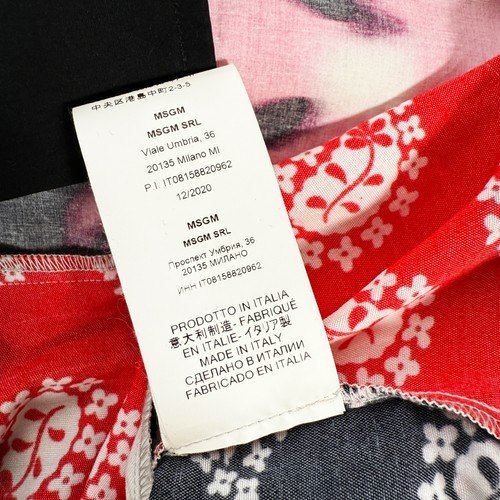 中央区港島中町2-3-5
MSGM
MSGM SRL
Viale Umbria, 36
20135 Milano MI
P.I. IT08158820962
12/2020
MSGM
MSGM SRL
Проспект Умбрия, 36
20135 МИЛАНО
ИНН IT08158820962
PRODOTTO IN ITALIA
意大利制造- FABRIQUÉ
EN ITALIE- イタリア製
MADE IN ITALY
СДЕЛАНО В ИТАЛИИ
FABRICADO EN ITALIA